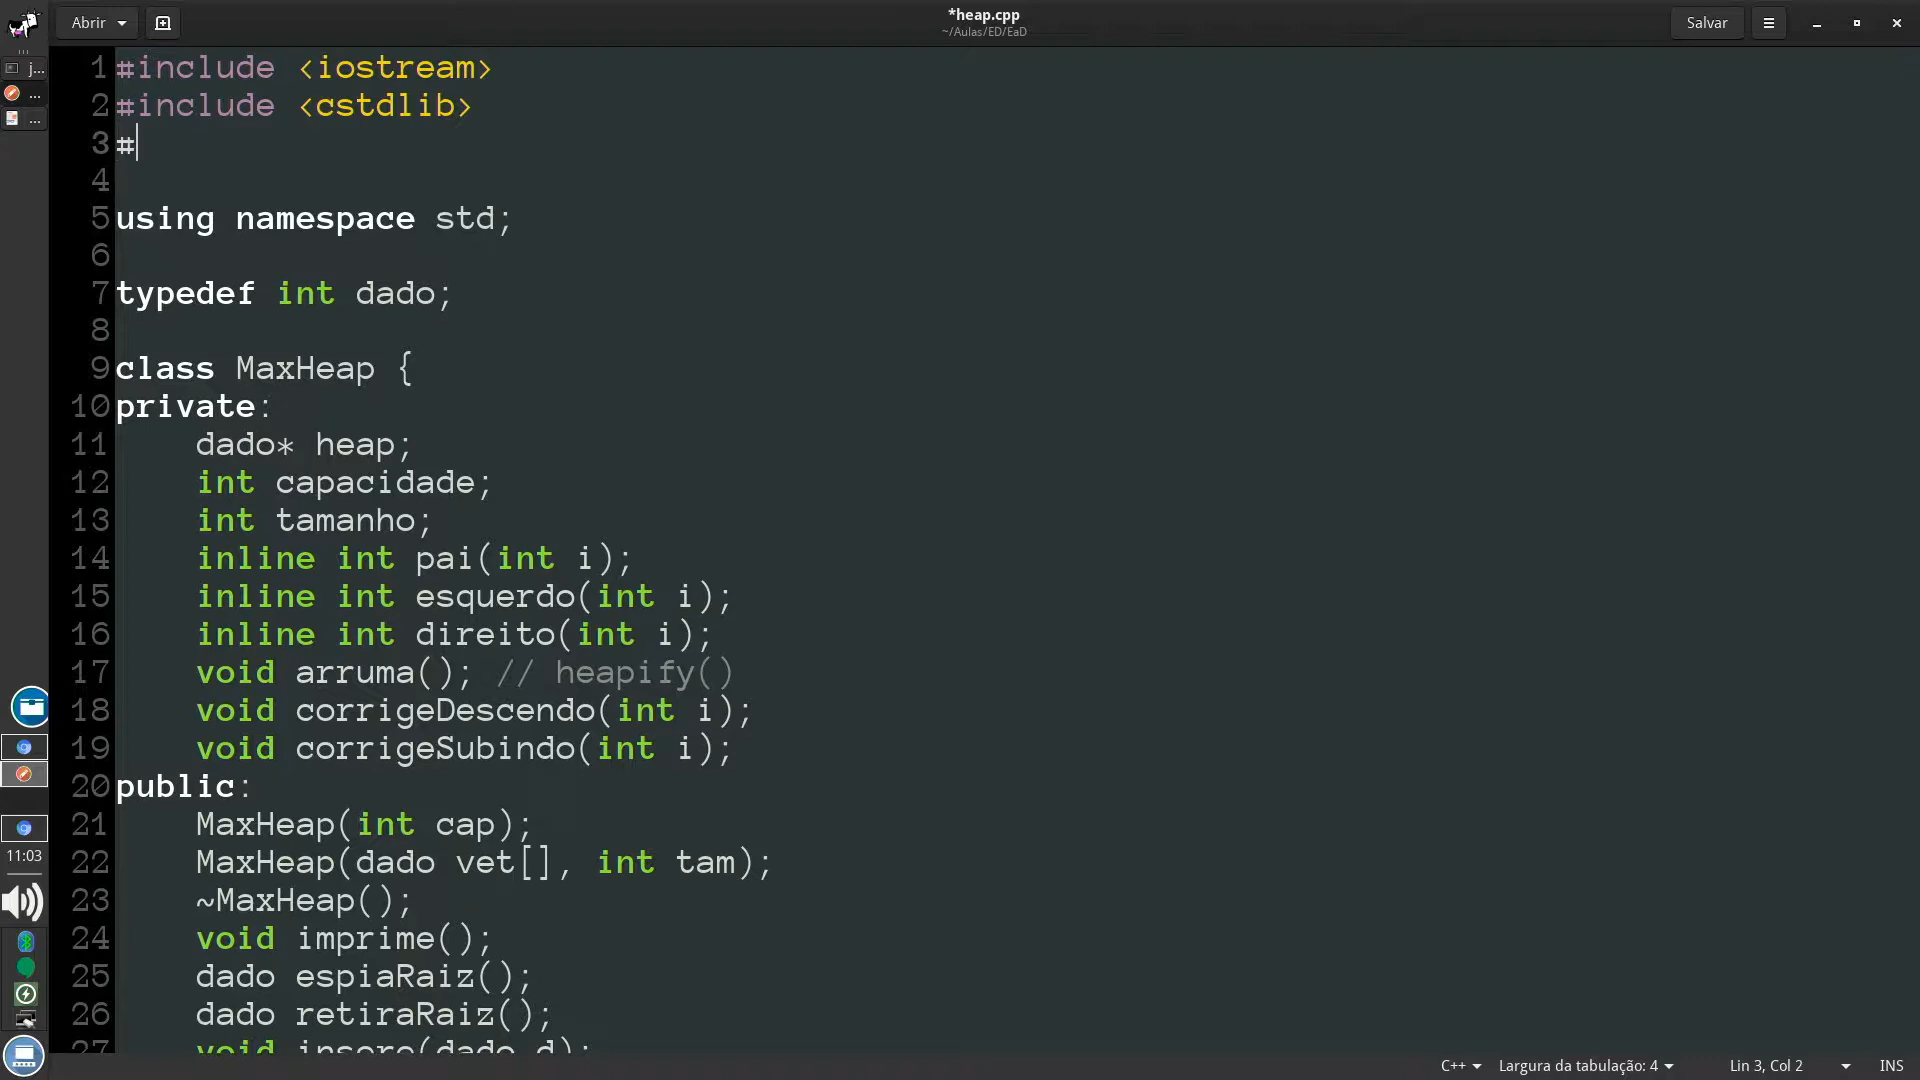 Abrir
*heap.cpp
~/Aulas/ED/EaD
Salvar
j...
...
...
11:03
1 #include <iostream>
2 #include <cstdlib>
3 #
4
5 using namespace std;
6
7 typedef int dado;
8
9 class MaxHeap {
10 private:
11 dado* heap;
12 int capacidade;
13 int tamanho;
14 inline int pai(int i);
15 inline int esquerdo(int i);
16 inline int direito(int i);
17 void arruma(); // heapify()
18 void corrigeDescendo(int i);
19 void corrigeSubindo(int i);
20 public:
21 MaxHeap(int cap);
22 MaxHeap(dado vet[], int tam);
23 ~MaxHeap();
24 void imprime();
25 dado espiaRaiz();
26 dado retiraRaiz();
27 void insere(dado d);
C++ Largura da tabulação: 4 Lin 3, Col 2 INS